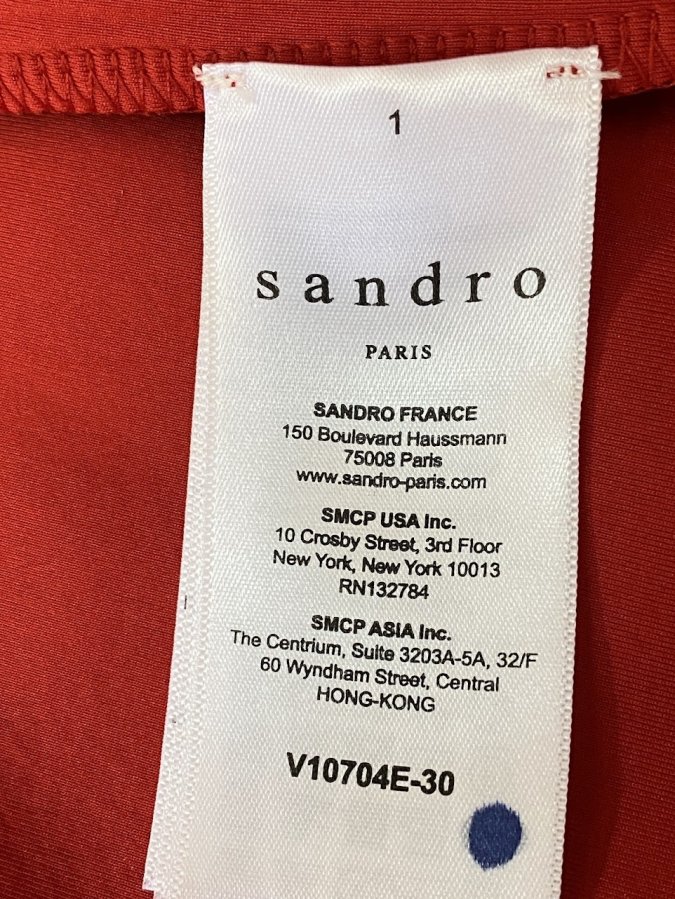 1
sandro
PARIS
SANDRO FRANCE
150 Boulevard Haussmann
75008 Paris
www.sandro-paris.com
SMCP USA Inc.
10 Crosby Street, 3rd Floor
New York, New York 10013
RN132784
SMCP ASIA Inc.
The Centrium, Suite 3203A-5A, 32/F
60 Wyndham Street, Central
HONG-KONG
V10704E-30